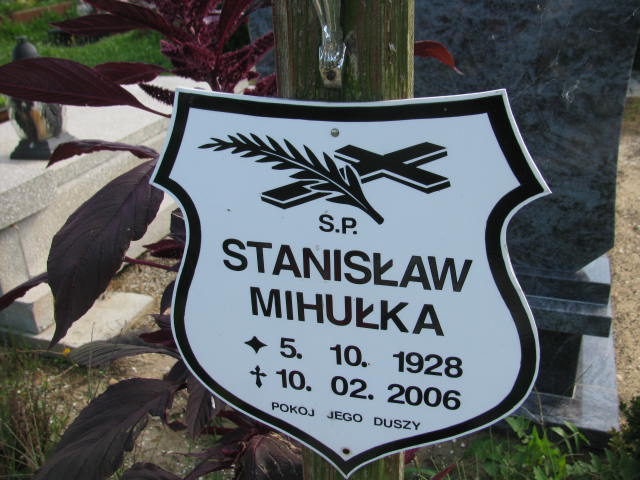 Ś.P.
STANISŁAW
MIHUŁKA
✦ 5. 10. 1928
✝ 10. 02. 2006
POKOJ JEGO DUSZY